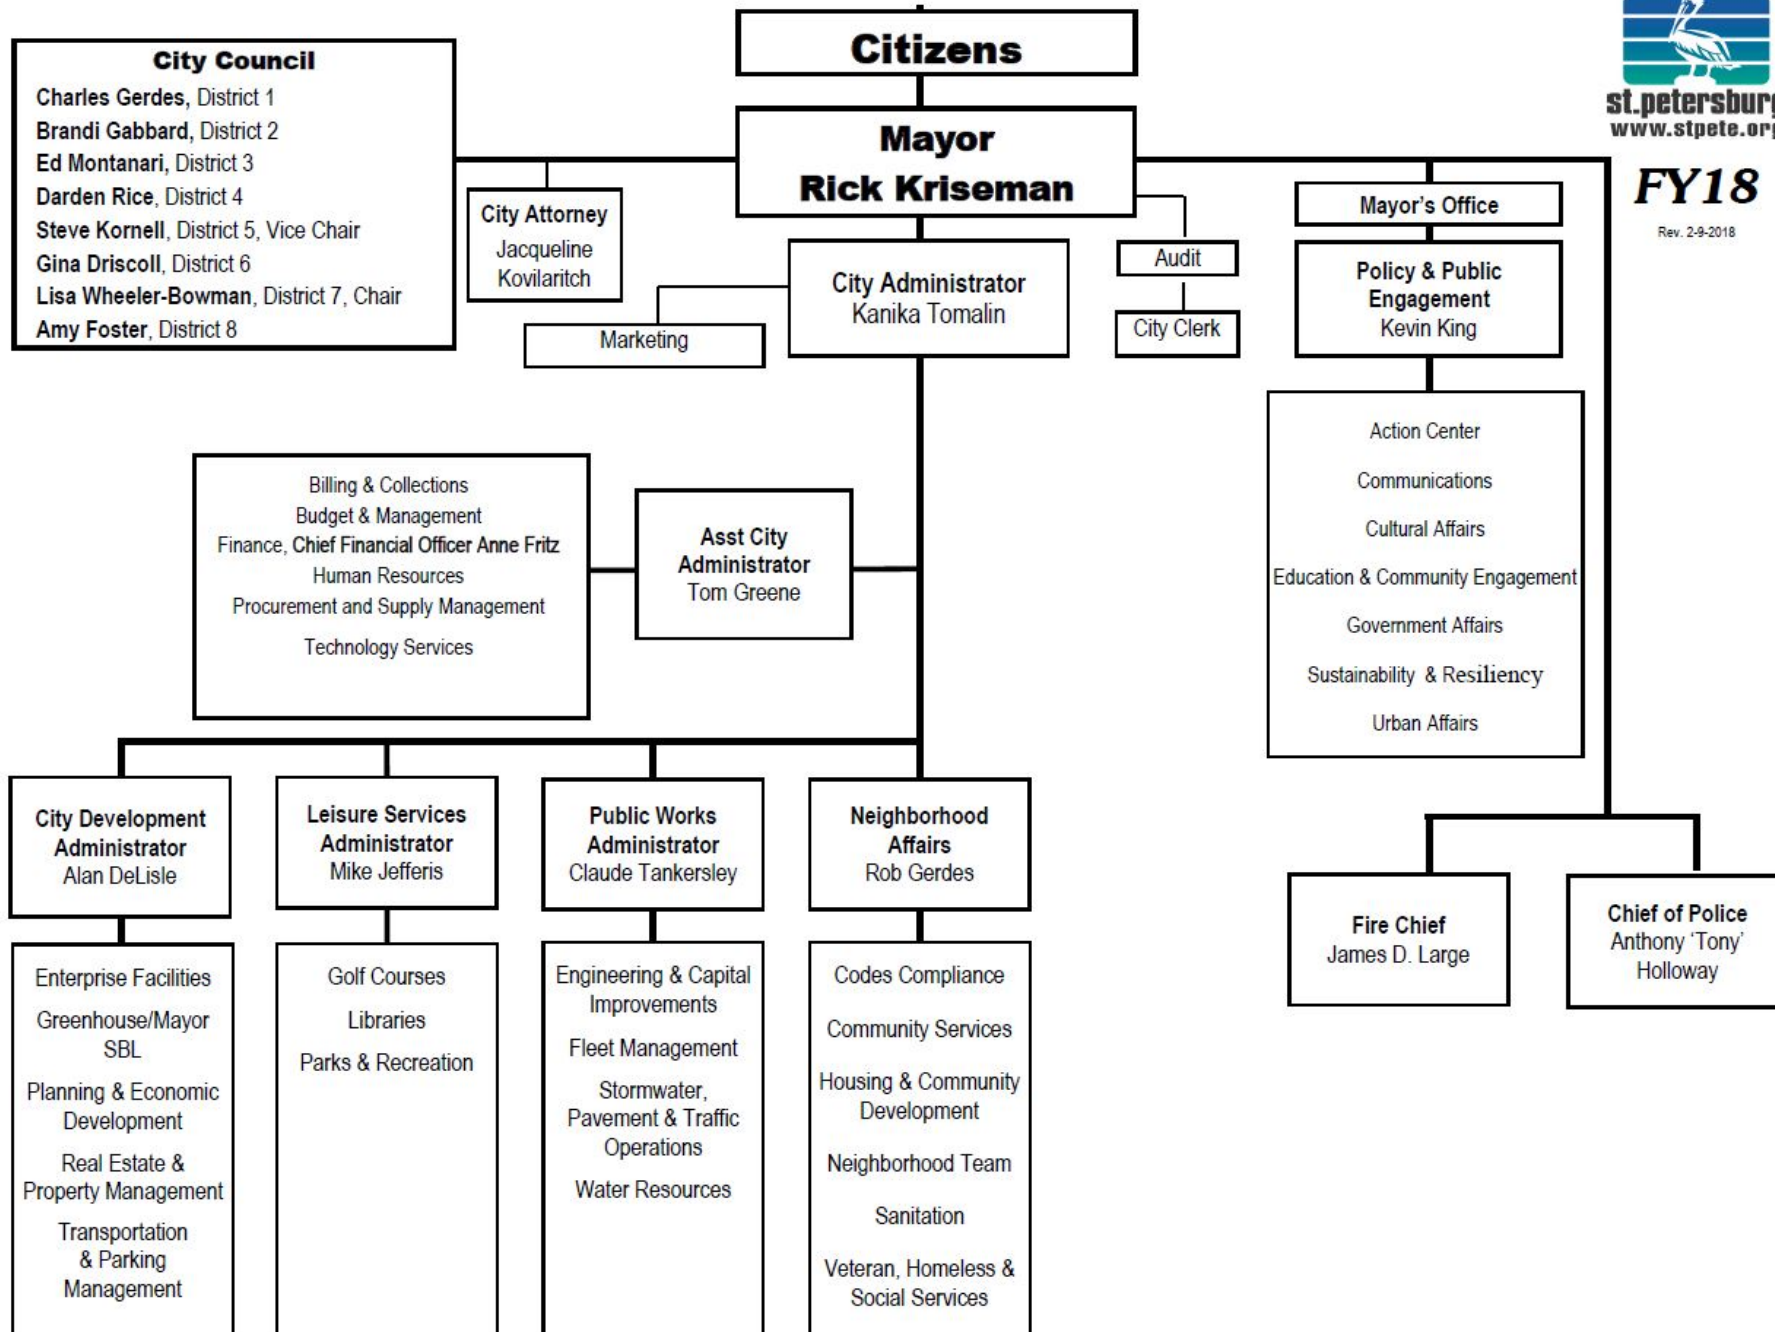 Citizens
City Council
Charles Gerdes, District 1
Brandi Gabbard, District 2
Ed Montanari, District 3
Darden Rice, District 4
Steve Kornell, District 5, Vice Chair
Gina Driscoll, District 6
Lisa Wheeler-Bowman, District 7, Chair
Amy Foster, District 8
Mayor
Rick Kriseman
st.petersburg
www.stpete.org
FY18
Rev. 2-9-2018
City Attorney
Jacqueline
Kovilaritch
City Administrator
Kanika Tomalin
Marketing
Audit
City Clerk
Mayor's Office
Policy & Public
Engagement
Kevin King
Action Center
Communications
Cultural Affairs
Education & Community Engagement
Government Affairs
Sustainability & Resiliency
Urban Affairs
Billing & Collections
Budget & Management
Finance, Chief Financial Officer Anne Fritz
Human Resources
Procurement and Supply Management
Technology Services
Asst City
Administrator
Tom Greene
City Development
Administrator
Alan DeLisle
Enterprise Facilities
Greenhouse/Mayor
SBL
Planning & Economic
Development
Real Estate &
Property Management
Transportation
& Parking
Management
Leisure Services
Administrator
Mike Jefferis
Golf Courses
Libraries
Parks & Recreation
Public Works
Administrator
Claude Tankersley
Engineering & Capital
Improvements
Fleet Management
Stormwater,
Pavement & Traffic
Operations
Water Resources
Neighborhood
Affairs
Rob Gerdes
Codes Compliance
Community Services
Housing & Community
Development
Neighborhood Team
Sanitation
Veteran, Homeless &
Social Services
Fire Chief
James D. Large
Chief of Police
Anthony 'Tony'
Holloway